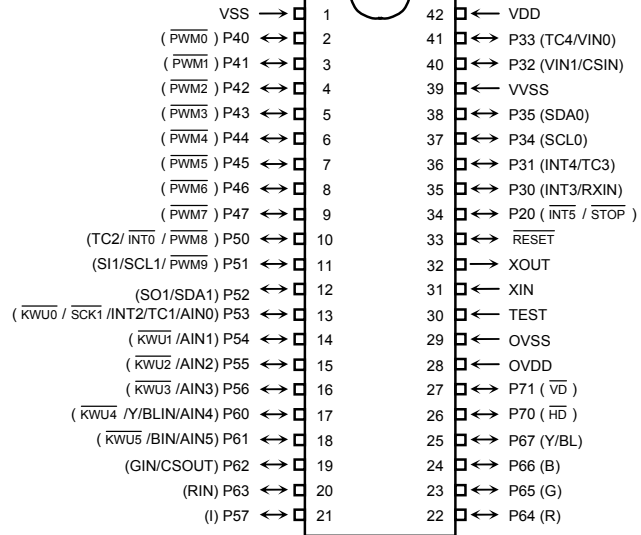 VSS 1 42 VDD
( PWM0 ) P40 2 41 P33 (TC4/VIN0)
( PWM1 ) P41 3 40 P32 (VIN1/CSIN)
( PWM2 ) P42 4 39 VVSS
( PWM3 ) P43 5 38 P35 (SDA0)
( PWM4 ) P44 6 37 P34 (SCL0)
( PWM5 ) P45 7 36 P31 (INT4/TC3)
( PWM6 ) P46 8 35 P30 (INT3/RXIN)
( PWM7 ) P47 9 34 P20 ( INT5 / STOP )
(TC2/ INT0 / PWM8 ) P50 10 33 RESET
(SI1/SCL1/ PWM9 ) P51 11 32 XOUT
(SO1/SDA1) P52 12 31 XIN
( KWU0 / SCK1 /INT2/TC1/AIN0) P53 13 30 TEST
( KWU1 /AIN1) P54 14 29 OVSS
( KWU2 /AIN2) P55 15 28 OVDD
( KWU3 /AIN3) P56 16 27 P71 ( VD )
( KWU4 /Y/BLIN/AIN4) P60 17 26 P70 ( HD )
( KWU5 /BIN/AIN5) P61 18 25 P67 (Y/BL)
(GIN/CSOUT) P62 19 24 P66 (B)
(RIN) P63 20 23 P65 (G)
(I) P57 21 22 P64 (R)